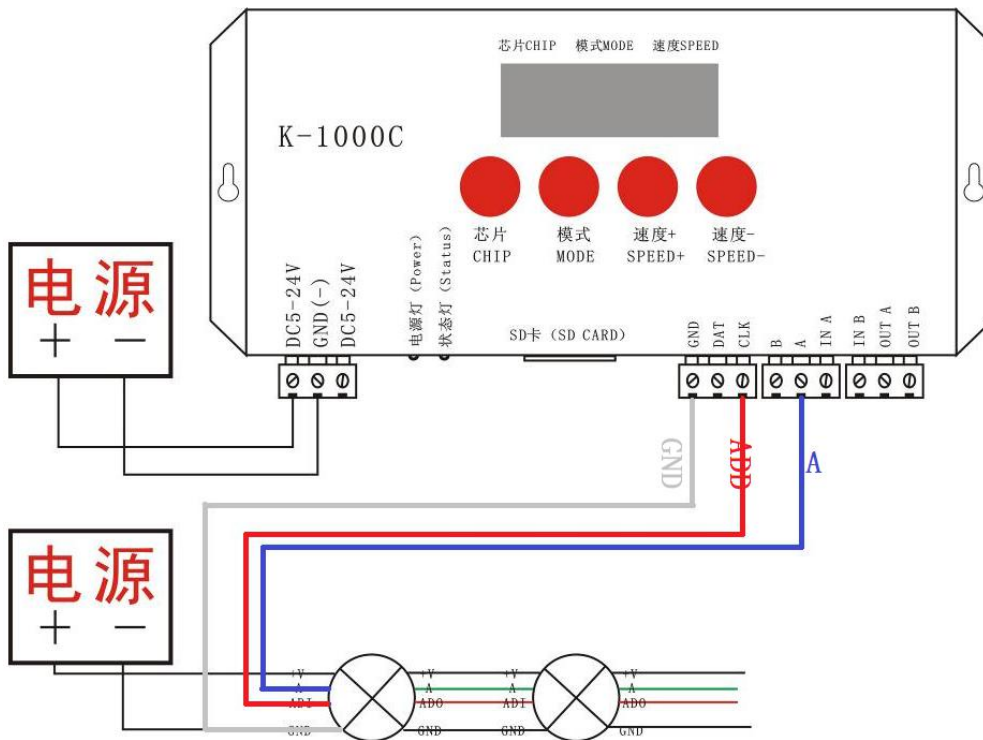 芯片CHIP 模式MODE 速度SPEED
K-1000C
芯片 CHIP
模式 MODE
速度+ SPEED+
速度- SPEED-
电源
+ −
DC5-24V
GND(-)
DC5-24V
电源灯 (Power)
状态灯 (Status)
SD卡 (SD CARD)
GND
DAT
CLK
B
A
IN A
IN B
OUT A
OUT B
GND
ADD
A
电源
+ −
+V +V +V +V
A A A A
ADI ADO ADI ADO
GND GND GND GND